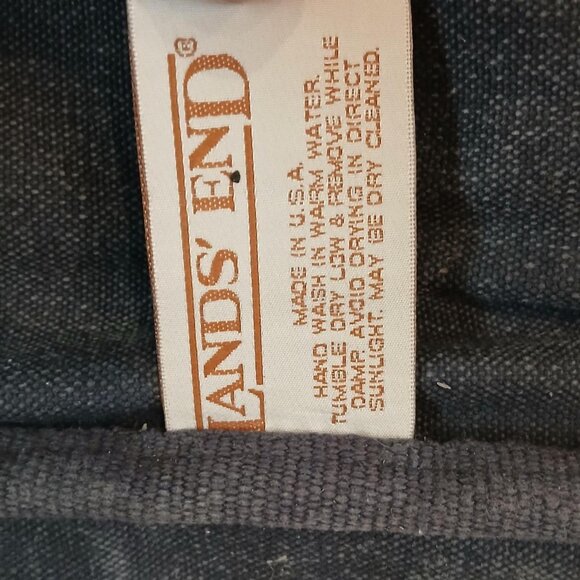 LANDS' END®
MADE IN U.S.A.
HAND WASH IN WARM WATER.
TUMBLE DRY LOW & REMOVE WHILE
DAMP. AVOID DRYING IN DIRECT
SUNLIGHT. MAY BE DRY CLEANED.